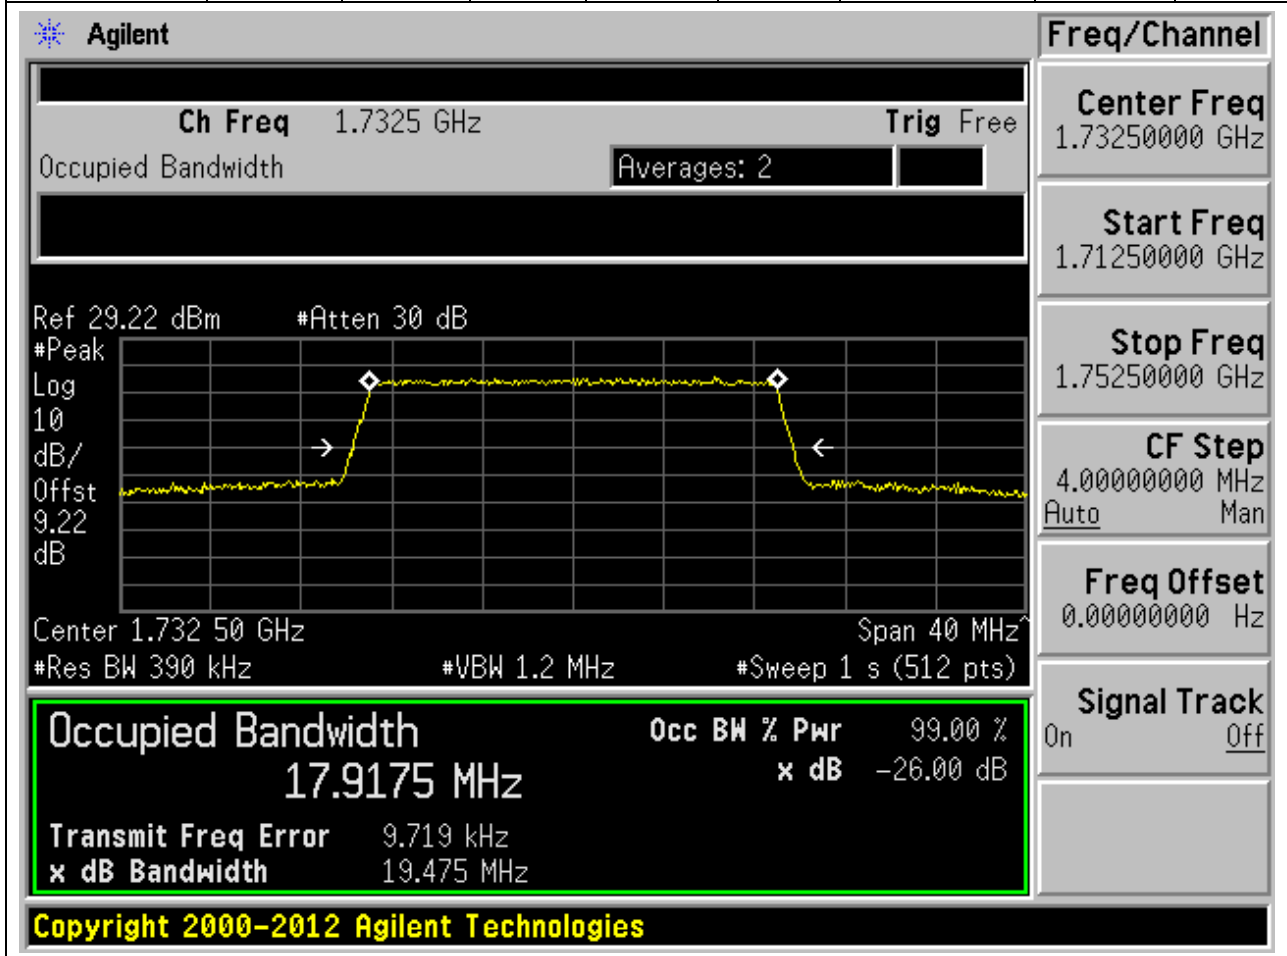 Agilent
Freq/Channel
Ch Freq 1.7325 GHz Trig Free
Occupied Bandwidth Averages: 2
Center Freq
1.73250000 GHz
Start Freq
1.71250000 GHz
Stop Freq
1.75250000 GHz
CF Step
4.00000000 MHz
Auto Man
Freq Offset
0.00000000 Hz
Signal Track
On Off
Ref 29.22 dBm #Atten 30 dB
#Peak
Log
10
dB/
Offst
9.22
dB
Center 1.732 50 GHz Span 40 MHz^
#Res BW 390 kHz #VBW 1.2 MHz #Sweep 1 s (512 pts)
Occupied Bandwidth Occ BW % Pwr 99.00 %
17.9175 MHz x dB -26.00 dB
Transmit Freq Error 9.719 kHz
x dB Bandwidth 19.475 MHz
Copyright 2000-2012 Agilent Technologies